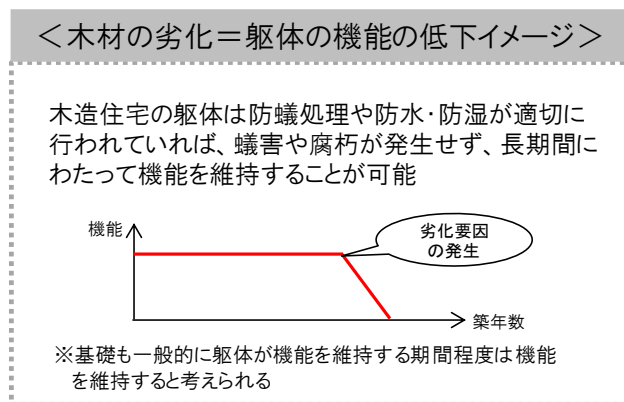 ＜木材の劣化＝躯体の機能の低下イメージ＞
木造住宅の躯体は防蟻処理や防水・防湿が適切に
行われていれば、蟻害や腐朽が発生せず、長期間に
わたって機能を維持することが可能
機能
劣化要因
の発生
築年数
※基礎も一般的に躯体が機能を維持する期間程度は機能
を維持すると考えられる